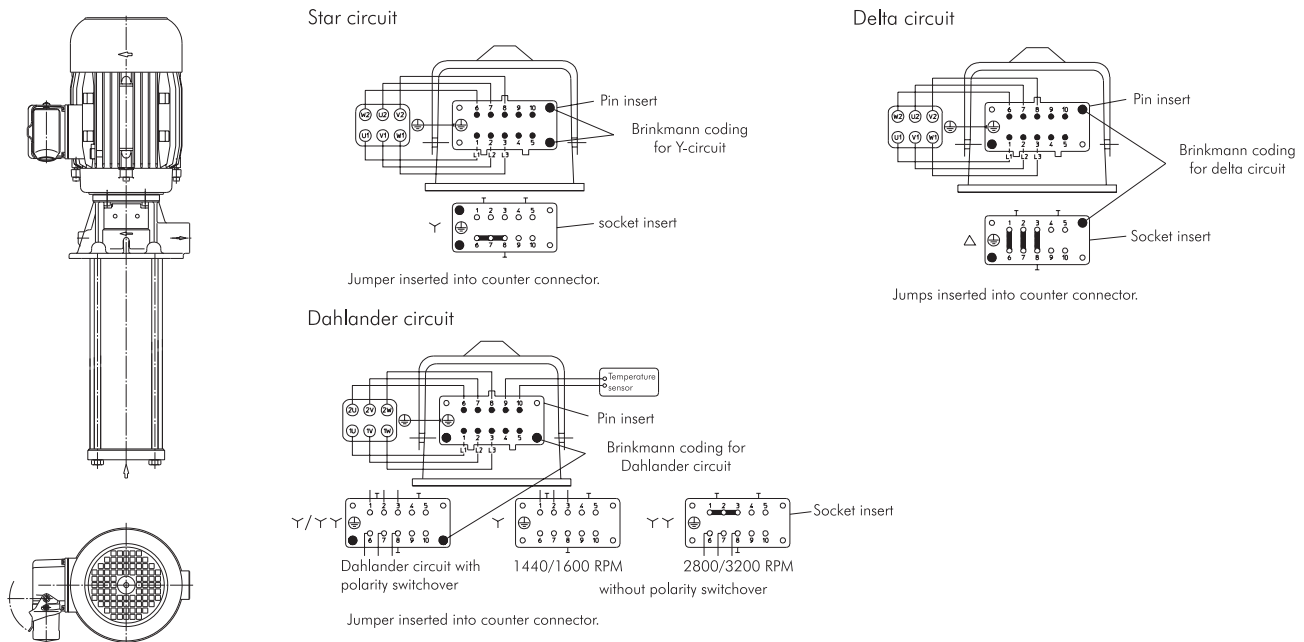 Star circuit
Delta circuit
W2 U2 V2
U1 V1 W1
6 7 8 9 10
1 2 3 4 5
L1 L2 L3
Pin insert
Brinkmann coding
for Y-circuit
1 2 3 4 5
6 7 8 9 10
socket insert
Jumper inserted into counter connector.
W2 U2 V2
U1 V1 W1
6 7 8 9 10
1 2 3 4 5
L1 L2 L3
Pin insert
Brinkmann coding
for delta circuit
1 2 3 4 5
6 7 8 9 10
Socket insert
Jumps inserted into counter connector.
Dahlander circuit
2U 2V 2W
1U 1V 1W
6 7 8 9 10
1 2 3 4 5
L1 L2 L3
Temperature
sensor
Pin insert
Brinkmann coding for
Dahlander circuit
1 2 3 4 5
6 7 8 9 10
1 2 3 4 5
6 7 8 9 10
1 2 3 4 5
6 7 8 9 10
Socket insert
Dahlander circuit with
polarity switchover
1440/1600 RPM
2800/3200 RPM
without polarity switchover
Jumper inserted into counter connector.